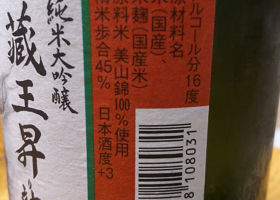 純米大吟醸
蔵王昇
ルコール分16度
原材料名
米(国産)、
米麹(国産米)
原料米 美山錦100%使用
精米歩合45% 日本酒度+3
8108031